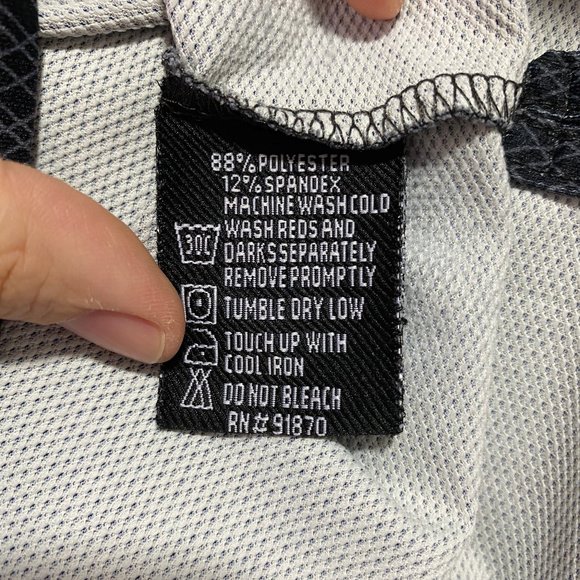 88% POLYESTER
12% SPANDEX
MACHINE WASH COLD
30C WASH REDS AND
DARKS SEPARATELY
REMOVE PROMPTLY
TUMBLE DRY LOW
TOUCH UP WITH
COOL IRON
DO NOT BLEACH
RN# 91870